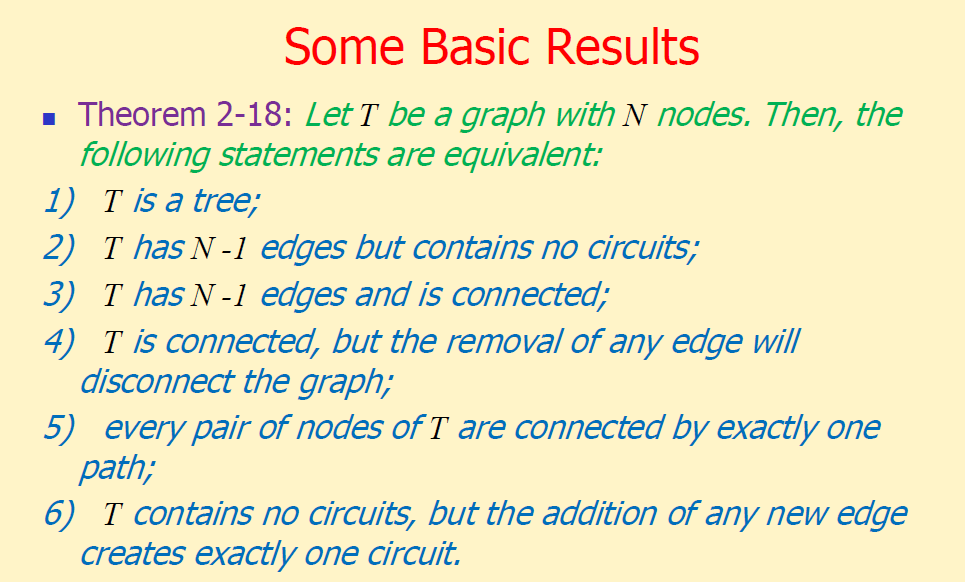 Some Basic Results
Theorem 2-18: Let T be a graph with N nodes. Then, the
following statements are equivalent:
1) T is a tree;
2) T has N -1 edges but contains no circuits;
3) T has N -1 edges and is connected;
4) T is connected, but the removal of any edge will
disconnect the graph;
5) every pair of nodes of T are connected by exactly one
path;
6) T contains no circuits, but the addition of any new edge
creates exactly one circuit.